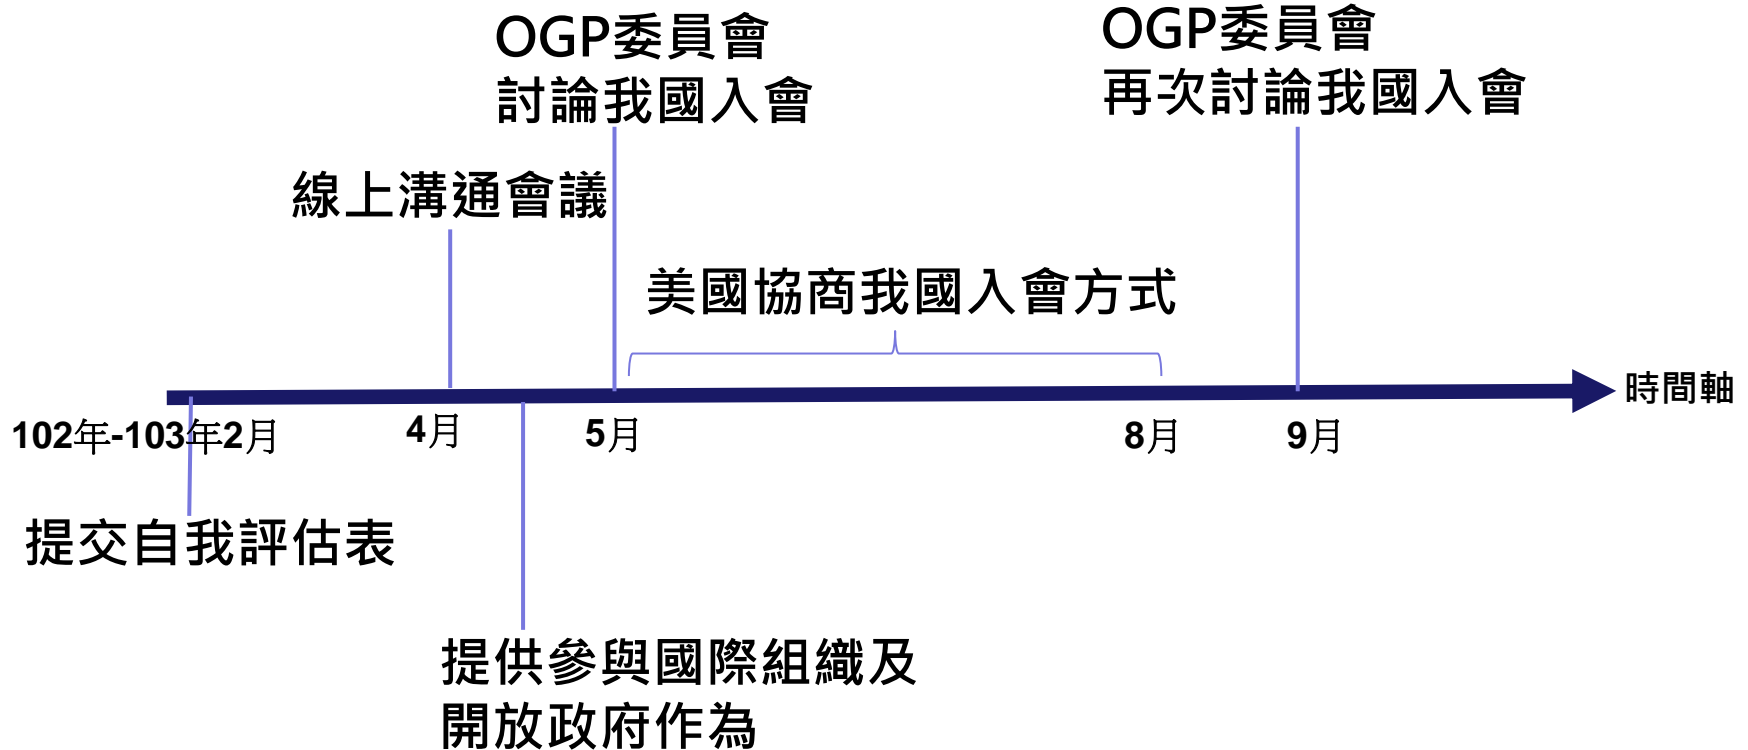 OGP委員會
討論我國入會
OGP委員會
再次討論我國入會
線上溝通會議
美國協商我國入會方式
時間軸
102年-103年2月
4月
5月
8月
9月
提交自我評估表
提供參與國際組織及
開放政府作為